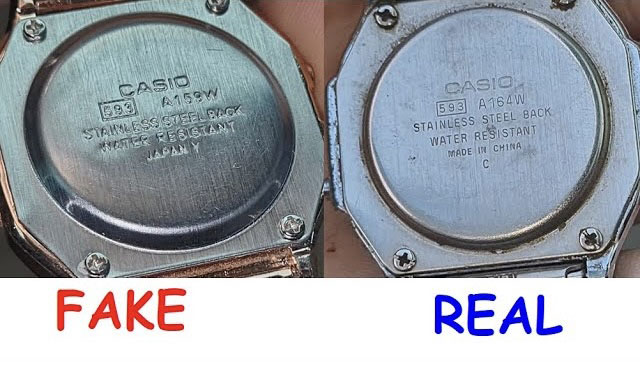 CASIO
593 A159W
STAINLESS STEEL BACK
WATER RESISTANT
JAPAN Y
CASIO
593 A164W
STAINLESS STEEL BACK
WATER RESISTANT
MADE IN CHINA
C
FAKE
REAL